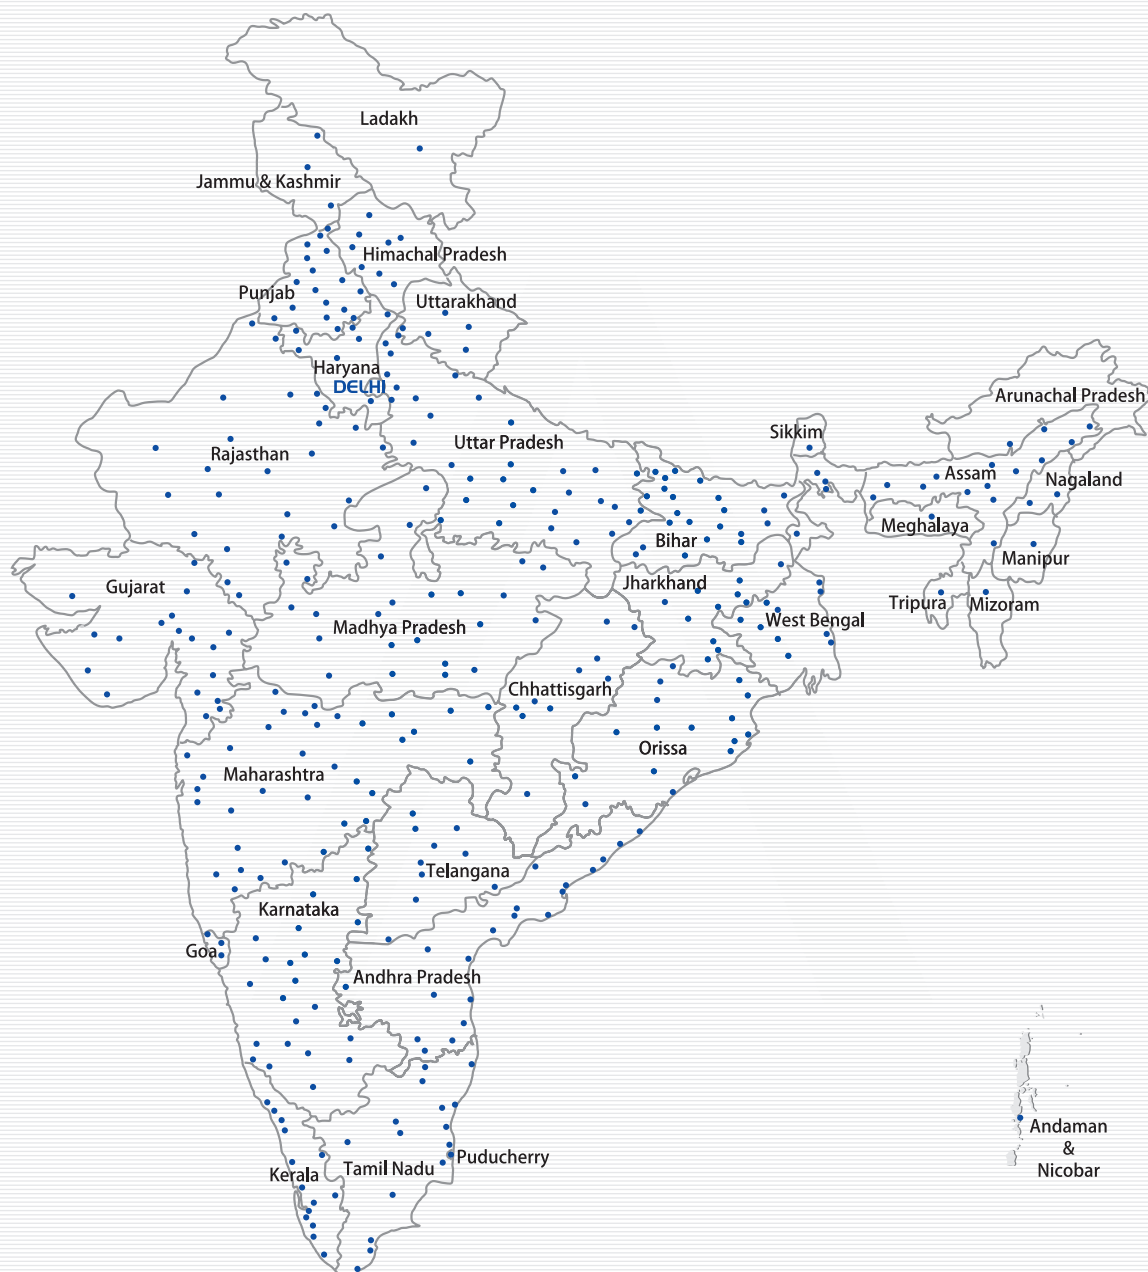 Ladakh
Jammu & Kashmir
Himachal Pradesh
Punjab
Uttarakhand
Haryana
DELHI
Arunachal Pradesh
Sikkim
Uttar Pradesh
Rajasthan
Assam
Nagaland
Meghalaya
Bihar
Manipur
Gujarat
Jharkhand
Tripura
Mizoram
West Bengal
Madhya Pradesh
Chhattisgarh
Orissa
Maharashtra
Telangana
Karnataka
Goa
Andhra Pradesh
Andaman
&
Nicobar
Puducherry
Tamil Nadu
Kerala